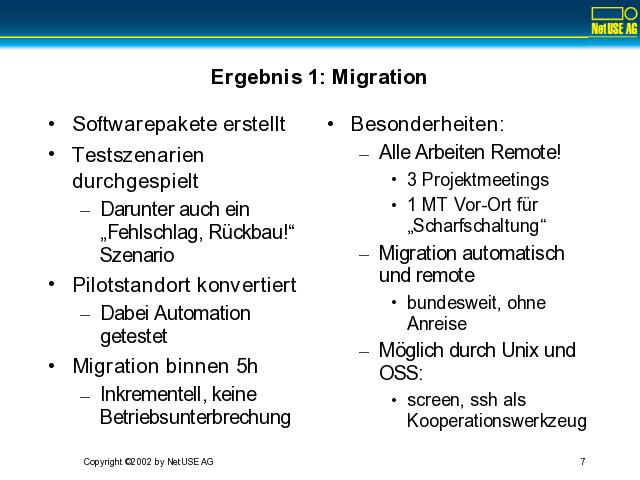 NetUSE AG
Ergebnis 1: Migration
• Softwarepakete erstellt
• Testszenarien
durchgespielt
– Darunter auch ein
„Fehlschlag, Rückbau!“
Szenario
• Pilotstandort konvertiert
– Dabei Automation
getestet
• Migration binnen 5h
– Inkrementell, keine
Betriebsunterbrechung
• Besonderheiten:
– Alle Arbeiten Remote!
• 3 Projektmeetings
• 1 MT Vor-Ort für
„Scharfschaltung“
– Migration automatisch
und remote
• bundesweit, ohne
Anreise
– Möglich durch Unix und
OSS:
• screen, ssh als
Kooperationswerkzeug
Copyright ©2002 by NetUSE AG
7